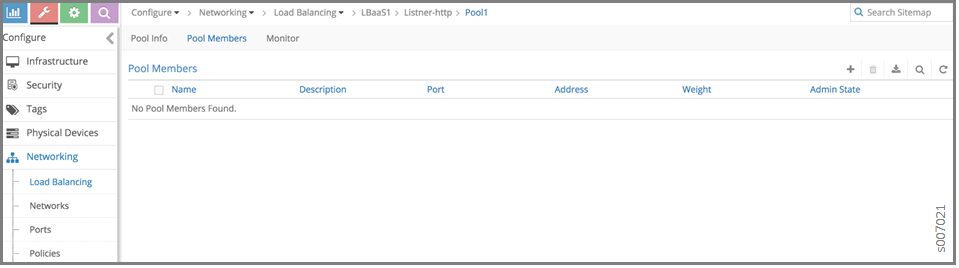 Configure Networking Load Balancing LBaaS1 Listner-http Pool1
Search Sitemap
Configure
Pool Info Pool Members Monitor
Infrastructure
Security
Tags
Physical Devices
Networking
Load Balancing
Networks
Ports
Policies
Pool Members
Name Description Port Address Weight Admin State
No Pool Members Found.
s007021